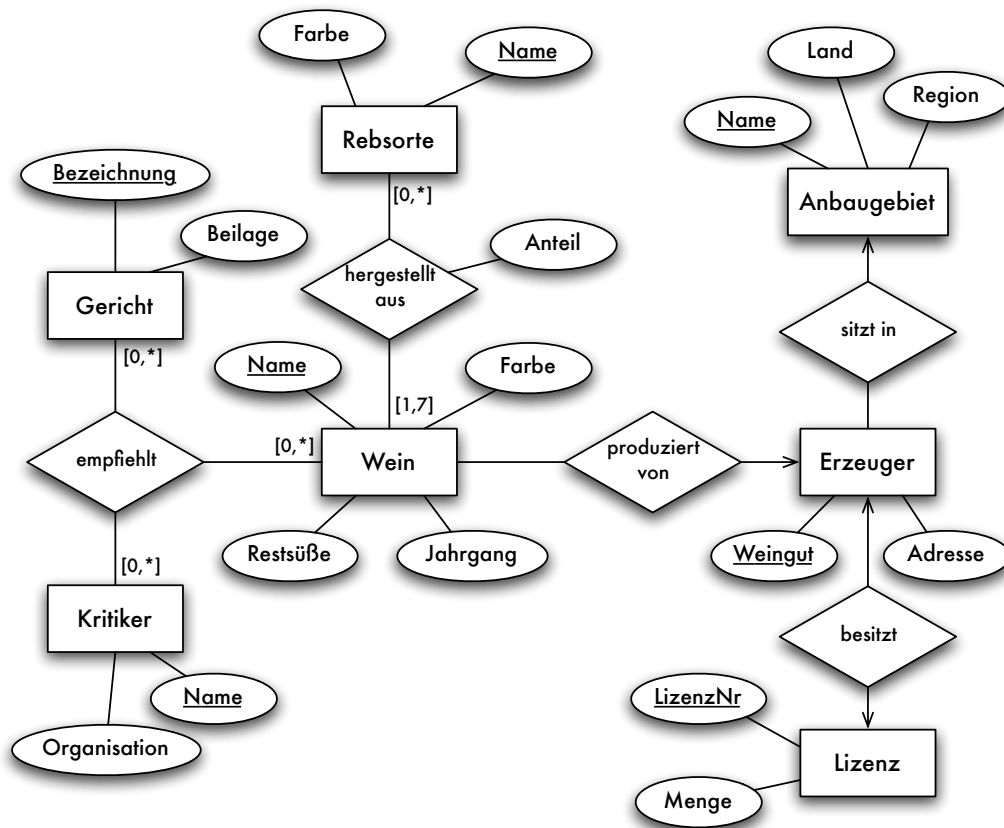 Farbe
Name
Rebsorte
[0,*]
hergestellt
aus
Anteil
Land
Name
Region
Anbaugebiet
sitzt in
Bezeichnung
Beilage
Gericht
[0,*]
empfiehlt
[0,*]
[0,*]
Kritiker
Name
Organisation
Name
Farbe
[1,7]
Wein
Restsüße
Jahrgang
produziert
von
Erzeuger
Weingut
Adresse
besitzt
LizenzNr
Lizenz
Menge